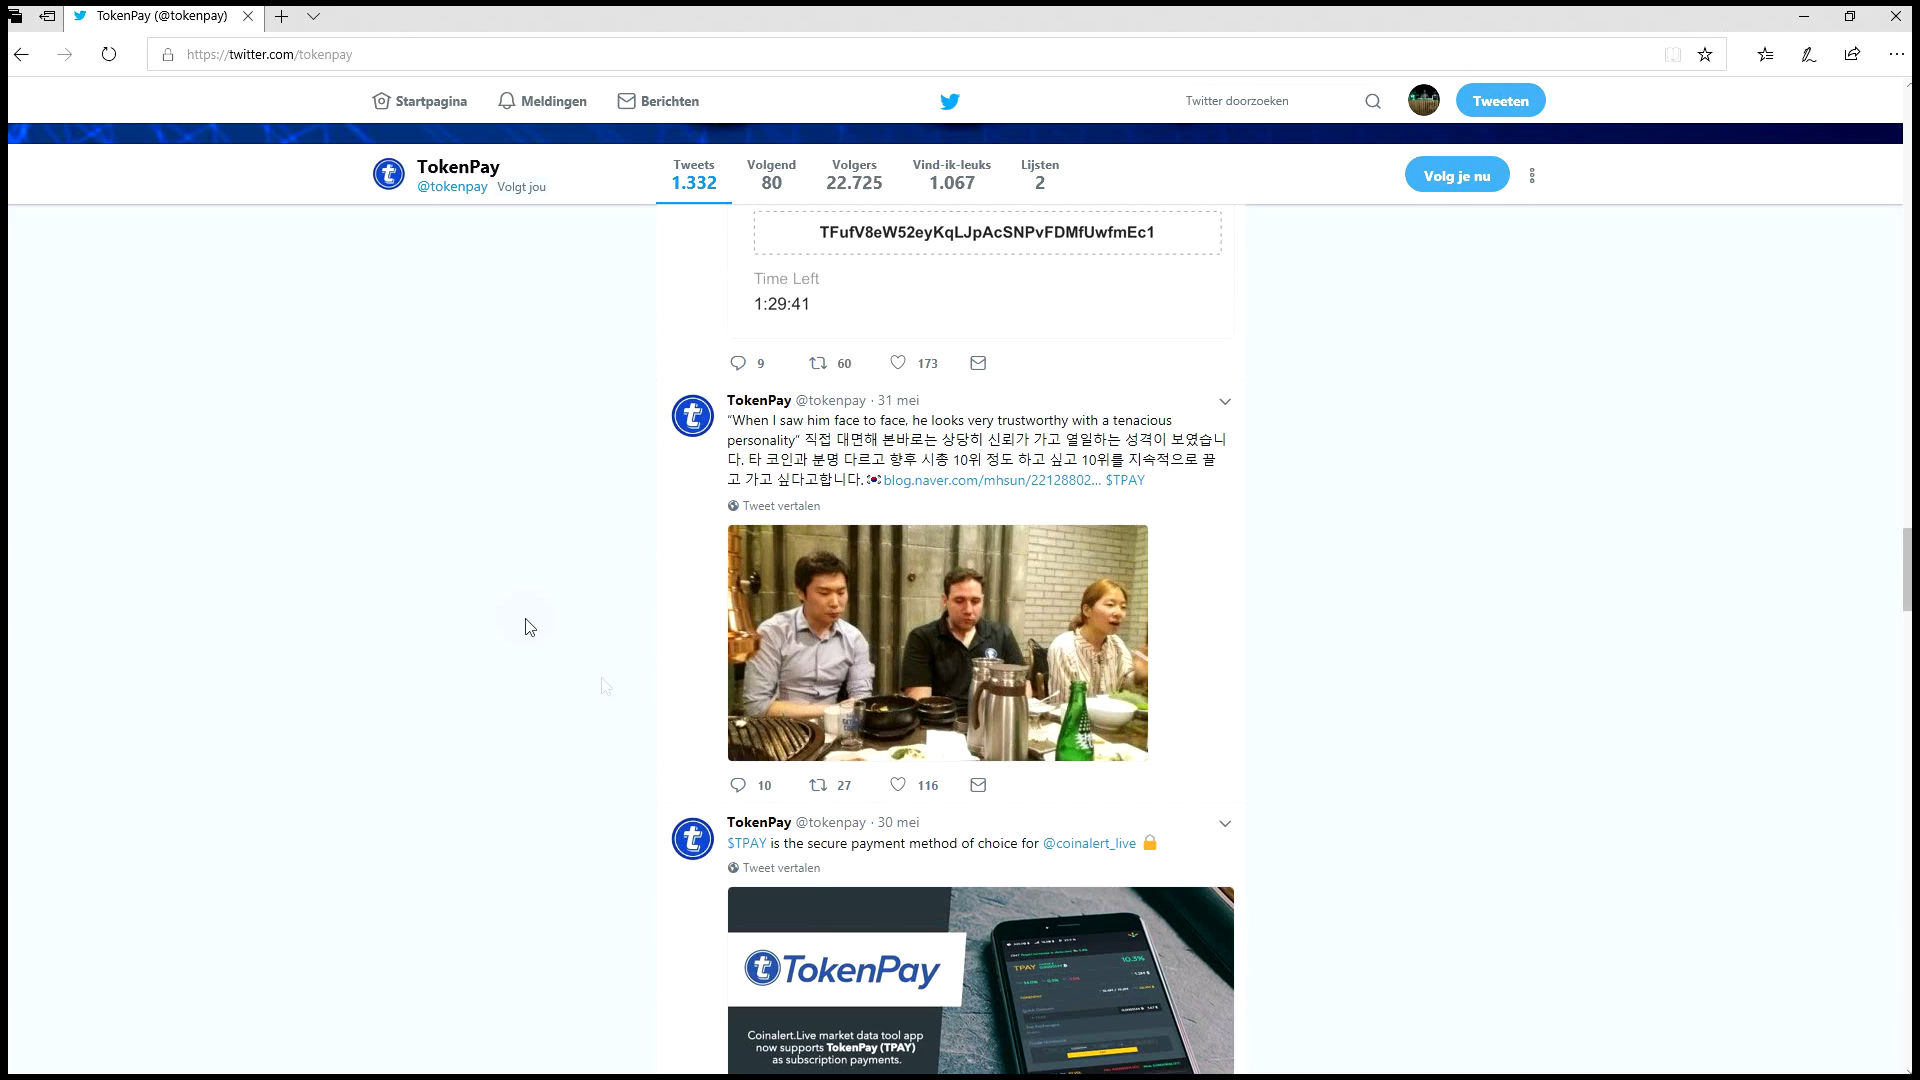 TokenPay (@tokenpay)
https://twitter.com/tokenpay
Startpagina
Meldingen
Berichten
Twitter doorzoeken
Tweeten
TokenPay
@tokenpay Volgt jou
Tweets
1.332
Volgend
80
Volgers
22.725
Vind-ik-leuks
1.067
Lijsten
2
Volg je nu
TFufV8eW52eyKqLJpAcSNPvFDMfUwfmEc1
Time Left
1:29:41
9 60 173
TokenPay @tokenpay · 31 mei
“When I saw him face to face, he looks very trustworthy with a tenacious
personality” 직접 대면해 본바로는 상당히 신뢰가 가고 열일하는 성격이 보였습니
다. 타 코인과 분명 다르고 향후 시총 10위 정도 하고 싶고 10위를 지속적으로 끌
고 가고 싶다고합니다.🇰🇷blog.naver.com/mhsun/22128802... $TPAY
Tweet vertalen
10 27 116
TokenPay @tokenpay · 30 mei
$TPAY is the secure payment method of choice for @coinalert_live 🔒
Tweet vertalen
TokenPay
Coinalert.Live market data tool app
now supports TokenPay (TPAY)
as subscription payments.
TPAY
10.3%